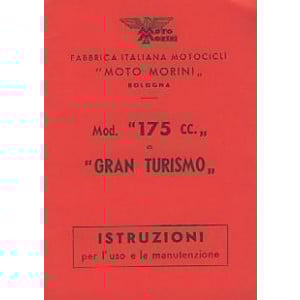 MOTO
MORINI
FABBRICA ITALIANA MOTOCICLI
"MOTO MORINI„
BOLOGNA
Mod. "175 CC.„
e
"GRAN TURISMO„
ISTRUZIONI
per l'uso e la manutenzione